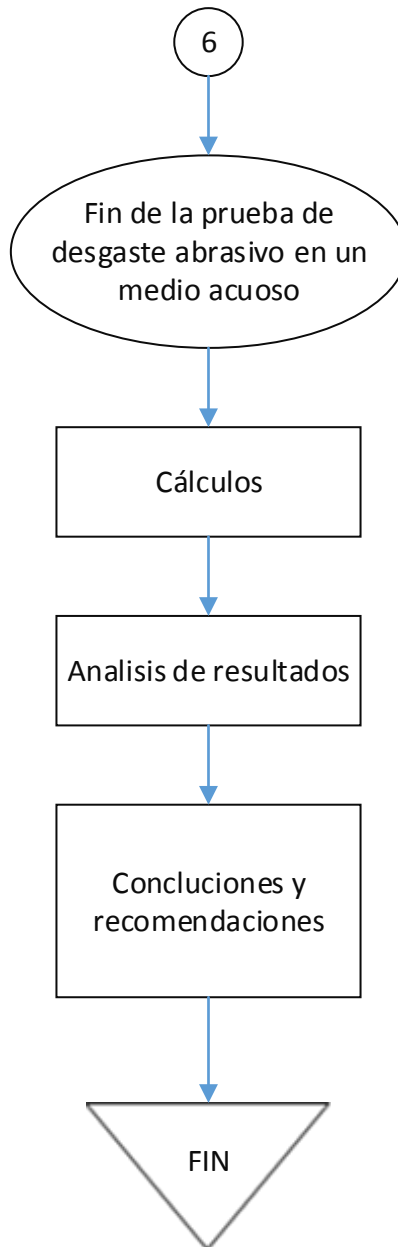 6
Fin de la prueba de
desgaste abrasivo en un
medio acuoso
Cálculos
Analisis de resultados
Concluciones y
recomendaciones
FIN